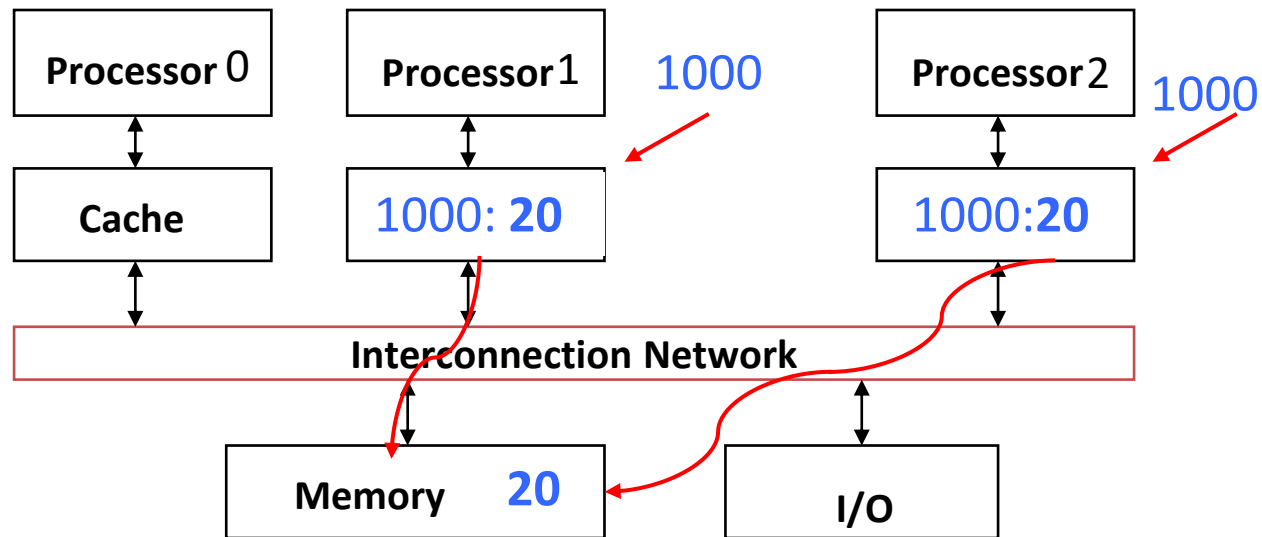 Processor 0
Processor 1
1000
Processor 2
1000
Cache
1000: 20
1000:20
Interconnection Network
Memory 20
I/O